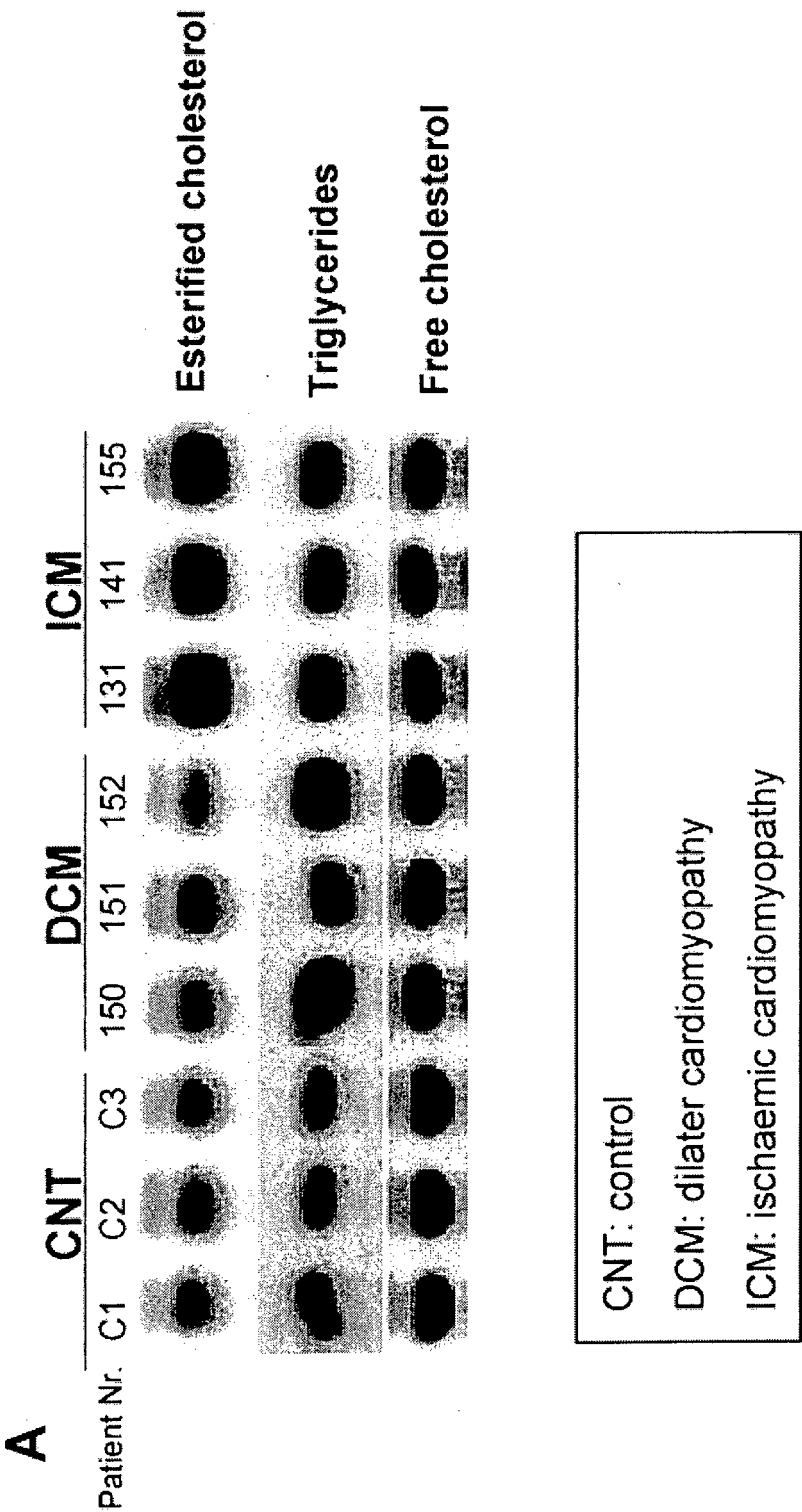 A
CNT DCM ICM
Patient Nr. C1 C2 C3 150 151 152 131 141 155
Esterified cholesterol
Triglycerides
Free cholesterol
CNT: control
DCM: dilater cardiomyopathy
ICM: ischaemic cardiomyopathy